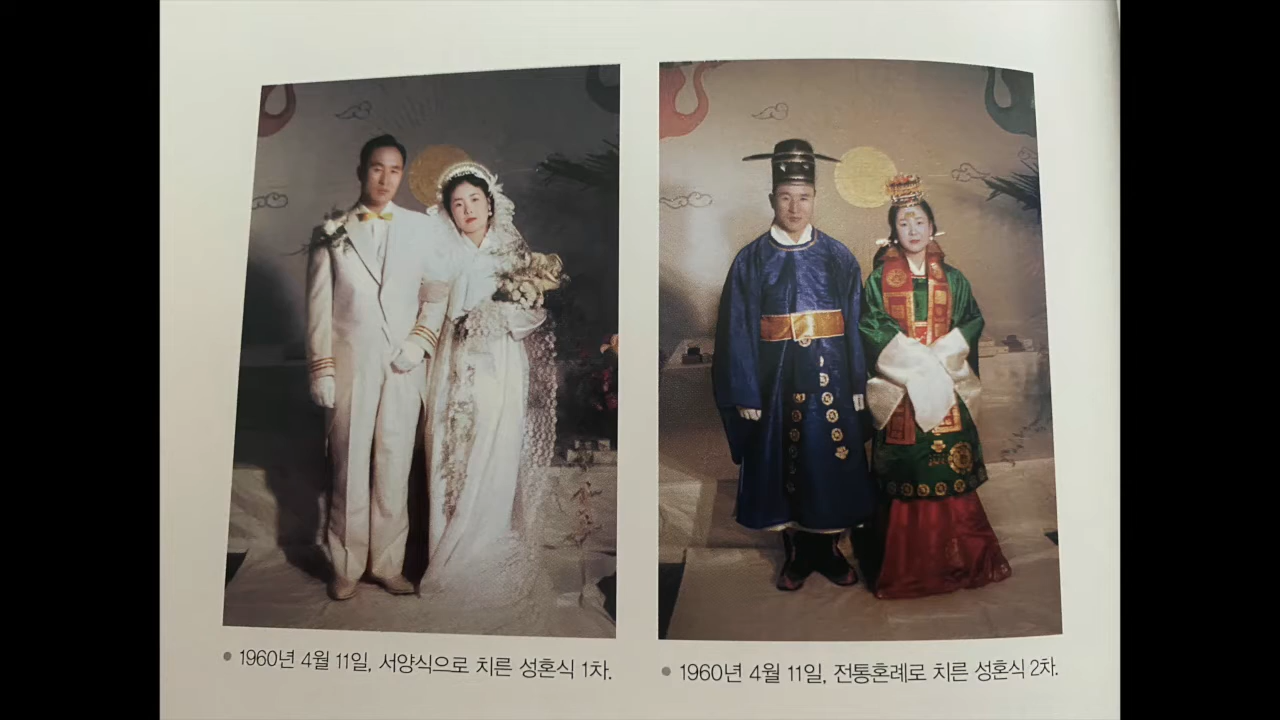 • 1960년 4월 11일, 서양식으로 치른 성혼식 1차.
• 1960년 4월 11일, 전통혼례로 치른 성혼식 2차.